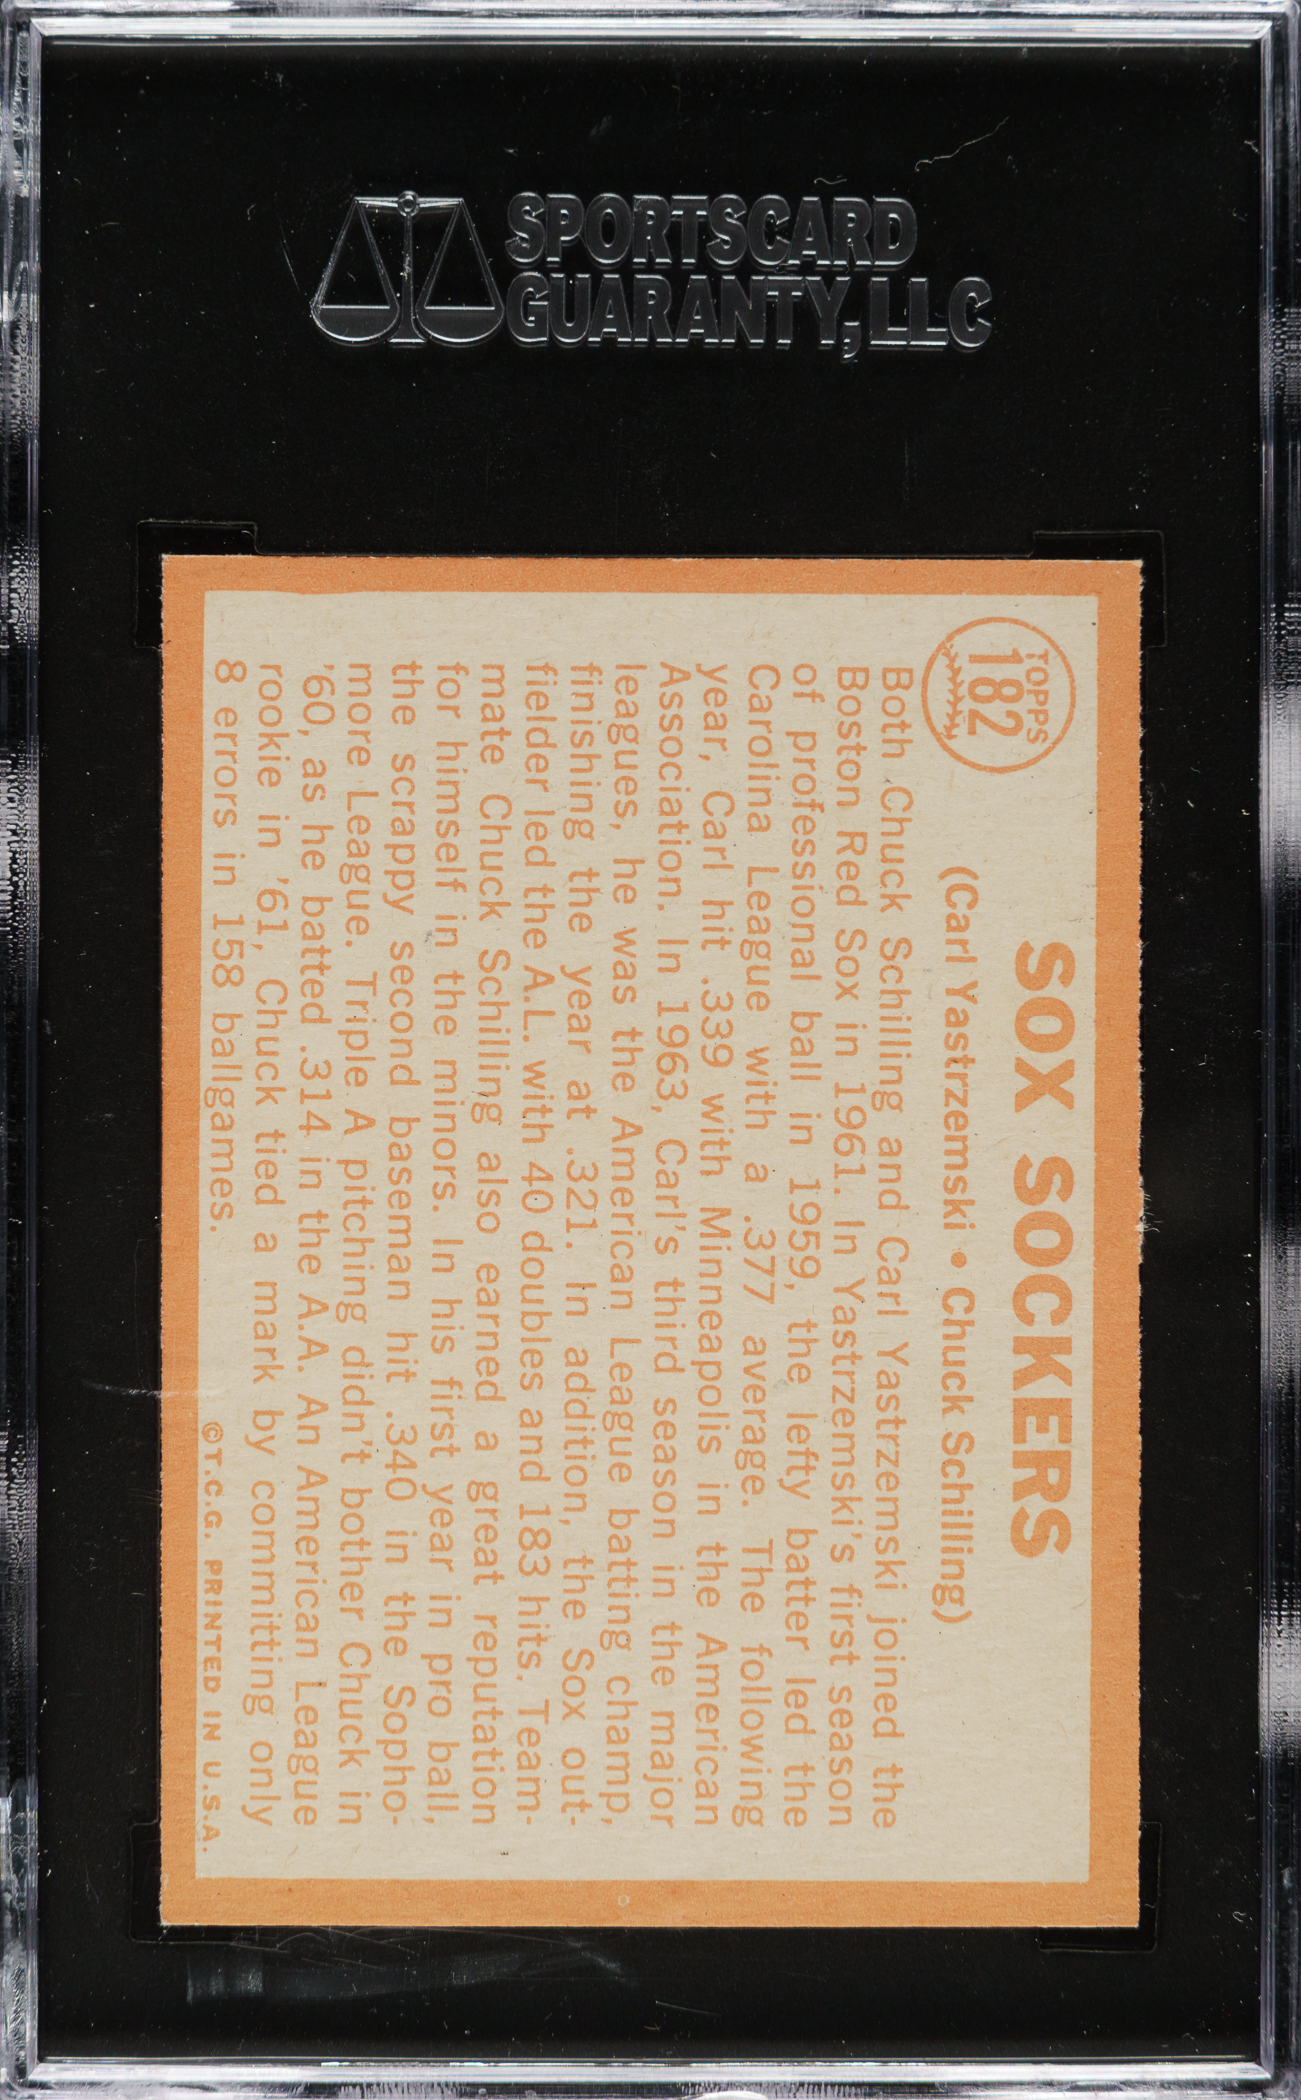 SPORTSCARD
GUARANTY, LLC
TOPPS
182
SOX SOCKERS
(Carl Yastrzemski • Chuck Schilling)
Both Chuck Schilling and Carl Yastrzemski joined the
Boston Red Sox in 1961. In Yastrzemski's first season
of professional ball in 1959, the lefty batter led the
Carolina League with a .377 average. The following
year, Carl hit .339 with Minneapolis in the American
Association. In 1963, Carl's third season in the major
leagues, he was the American League batting champ,
finishing the year at .321. In addition, the Sox out-
fielder led the A.L. with 40 doubles and 183 hits. Team-
mate Chuck Schilling also earned a great reputation
for himself in the minors. In his first year in pro ball,
the scrappy second baseman hit .340 in the Sopho-
more League. Triple A pitching didn't bother Chuck in
'60, as he batted .314 in the A.A. An American League
rookie in '61, Chuck tied a mark by committing only
8 errors in 158 ballgames.
©T.C.G. PRINTED IN U.S.A.